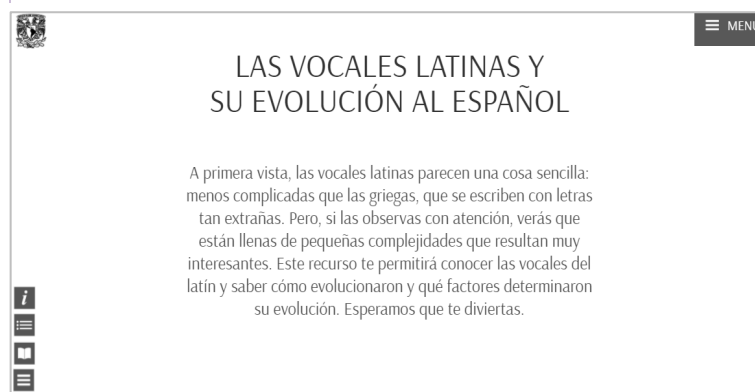 MENU
LAS VOCALES LATINAS Y
SU EVOLUCIÓN AL ESPAÑOL
A primera vista, las vocales latinas parecen una cosa sencilla:
menos complicadas que las griegas, que se escriben con letras
tan extrañas. Pero, si las observas con atención, verás que
están llenas de pequeñas complejidades que resultan muy
interesantes. Este recurso te permitirá conocer las vocales del
latín y saber cómo evolucionaron y qué factores determinaron
su evolución. Esperamos que te diviertas.
i